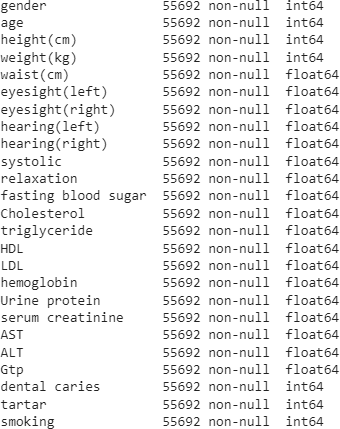 gender 55692 non-null int64
age 55692 non-null int64
height(cm) 55692 non-null int64
weight(kg) 55692 non-null int64
waist(cm) 55692 non-null float64
eyesight(left) 55692 non-null float64
eyesight(right) 55692 non-null float64
hearing(left) 55692 non-null float64
hearing(right) 55692 non-null float64
systolic 55692 non-null float64
relaxation 55692 non-null float64
fasting blood sugar 55692 non-null float64
Cholesterol 55692 non-null float64
triglyceride 55692 non-null float64
HDL 55692 non-null float64
LDL 55692 non-null float64
hemoglobin 55692 non-null float64
Urine protein 55692 non-null float64
serum creatinine 55692 non-null float64
AST 55692 non-null float64
ALT 55692 non-null float64
Gtp 55692 non-null float64
dental caries 55692 non-null int64
tartar 55692 non-null int64
smoking 55692 non-null int64